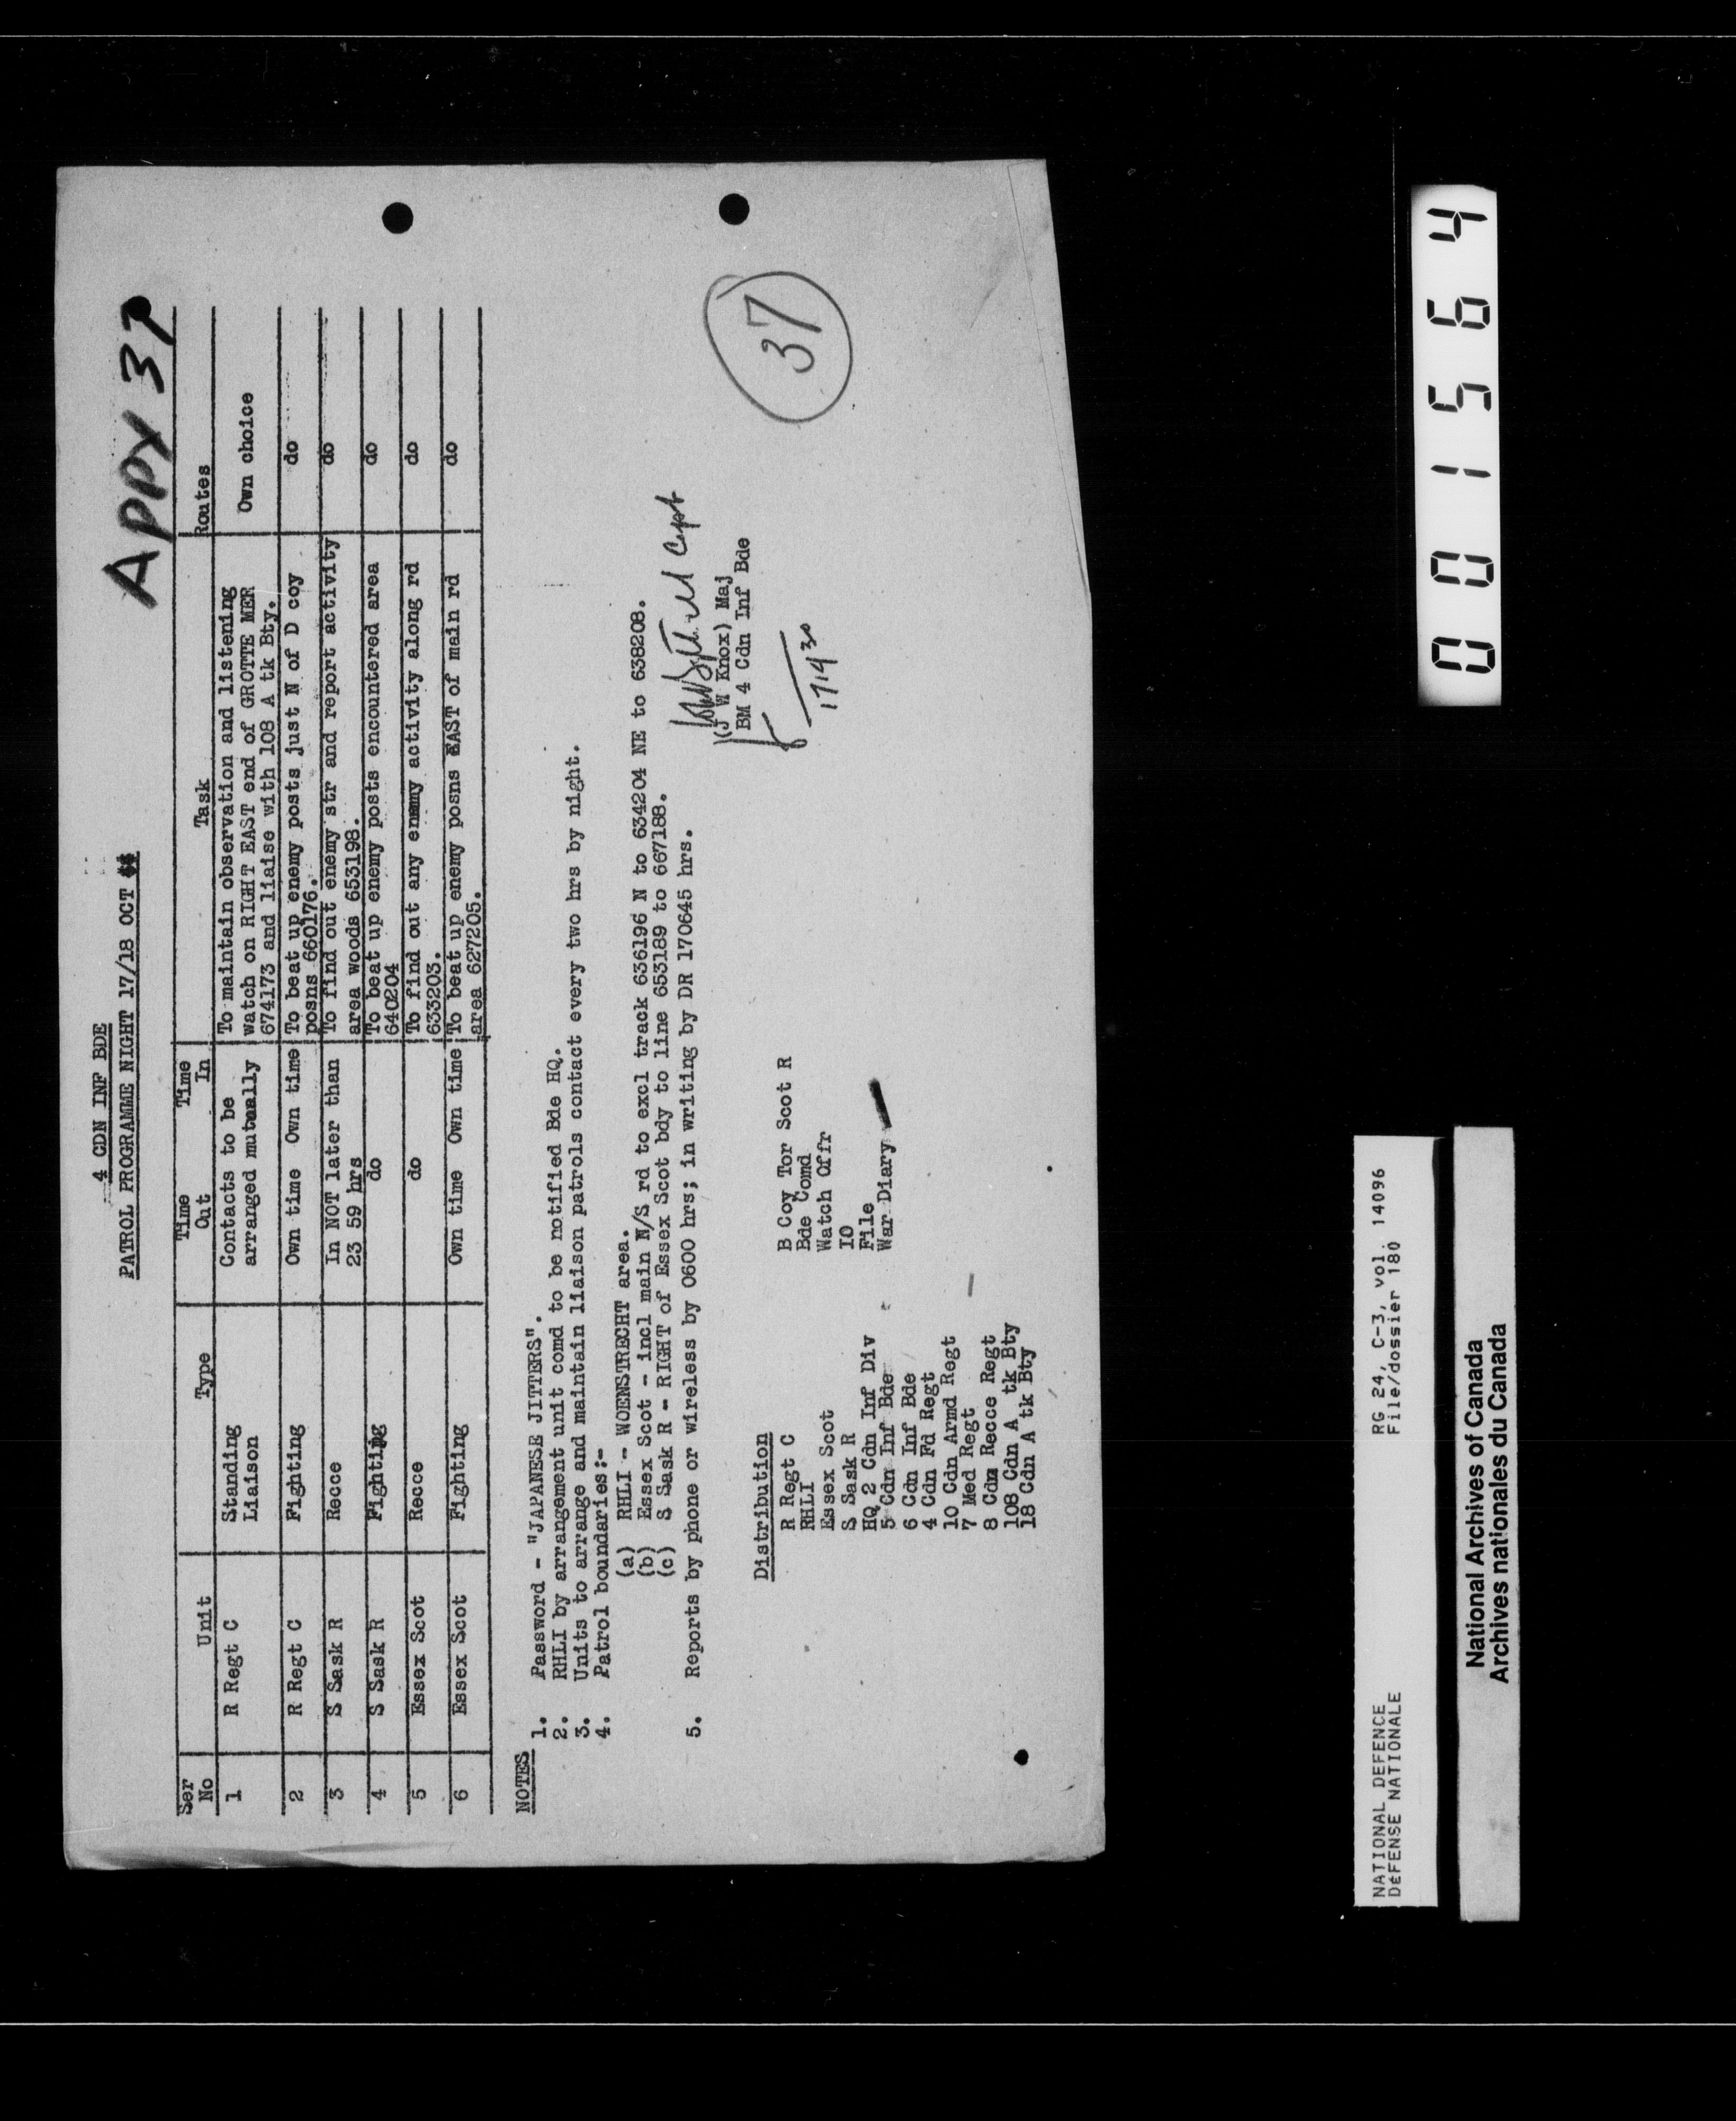 APPX 37
4 CDN INF BDE
PATROL PROGRAMME NIGHT 17/18 OCT
Ser No Unit Type Time Out Time In Task Routes
1 R Regt C Standing Liaison Contacts to be arranged mutually To maintain observation and listening Own choice
watch on RIGHT EAST end of GROTTE MER
674173 and liaise with 108 A tk Bty.
2 R Regt C Fighting Own time Own time To beat up enemy posts just N of D coy do
posns 660176.
3 S Sask R Recce In NOT later than 23 59 hrs To find out enemy str and report activity do
area woods 653198.
4 S Sask R Fighting do To beat up enemy posts encountered area do
640204
5 Essex Scot Recce do To find out any enemy activity along rd do
633203.
6 Essex Scot Fighting Own time Own time To beat up enemy posns EAST of main rd do
area 627205.
NOTES
1. Password - "JAPANESE JITTERS".
2. RHLI by arrangement unit comd to be notified Bde HQ.
3. Units to arrange and maintain liaison patrols contact every two hrs by night.
4. Patrol boundaries:-
(a) RHLI - WOENSTRECHT area.
(b) Essex Scot - incl main N/S rd to excl track 636196 N to 634204 NE to 638208.
(c) S Sask R - RIGHT of Essex Scot bdy to line 653189 to 667188.
5. Reports by phone or wireless by 0600 hrs; in writing by DR 170645 hrs.
Capt
(J W Knox) Maj
BM 4 Cdn Inf Bde
171430
37
Distribution
R Regt C
RHLI
Essex Scot
S Sask R
HQ 2 Cdn Inf Div
5 Cdn Inf Bde
6 Cdn Inf Bde
4 Cdn Fd Regt
10 Cdn Armd Regt
7 Med Regt
8 Cdn Recce Regt
108 Cdn A tk Bty
18 Cdn A tk Bty
B Coy Tor Scot R
Bde Comd
Watch Offr
IO
File
War Diary
001564
NATIONAL DEFENCE RG 24, C-3, vol. 14096
DéFENSE NATIONALE File/dossier 180
National Archives of Canada
Archives nationales du Canada